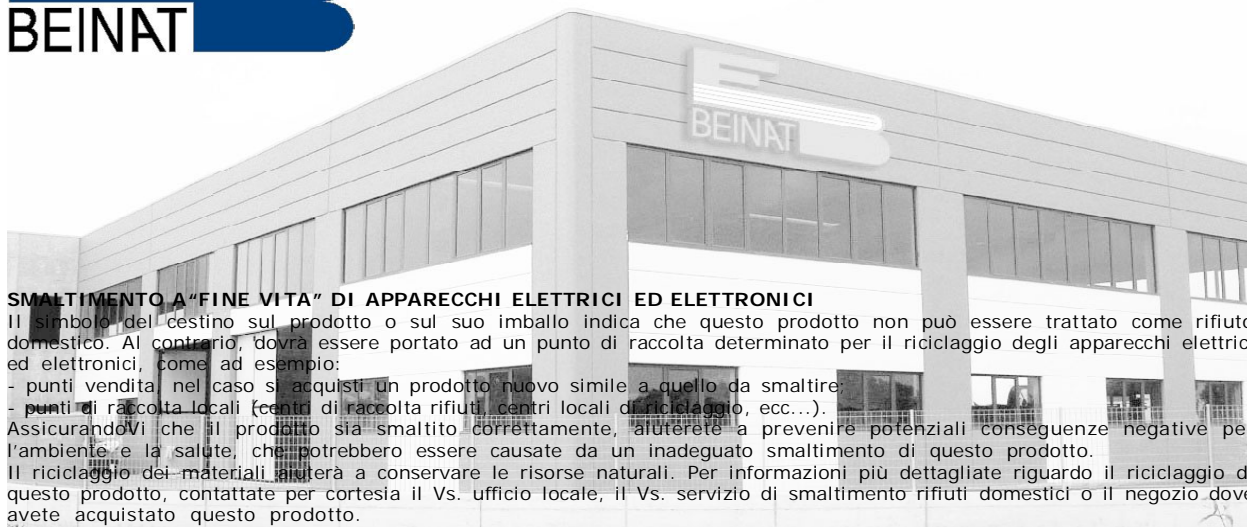 BEINAT
BEINAT
SMALTIMENTO A“FINE VITA” DI APPARECCHI ELETTRICI ED ELETTRONICI
Il simbolo del cestino sul prodotto o sul suo imballo indica che questo prodotto non può essere trattato come rifiuto
domestico. Al contrario, dovrà essere portato ad un punto di raccolta determinato per il riciclaggio degli apparecchi elettric
ed elettronici, come ad esempio:
- punti vendita, nel caso si acquisti un prodotto nuovo simile a quello da smaltire;
- punti di raccolta locali (centri di raccolta rifiuti, centri locali di riciclaggio, ecc...).
AssicurandoVi che il prodotto sia smaltito correttamente, aiuterete a prevenire potenziali conseguenze negative pe
l’ambiente e la salute, che potrebbero essere causate da un inadeguato smaltimento di questo prodotto.
Il riciclaggio dei materiali aiuterà a conservare le risorse naturali. Per informazioni più dettagliate riguardo il riciclaggio d
questo prodotto, contattate per cortesia il Vs. ufficio locale, il Vs. servizio di smaltimento rifiuti domestici o il negozio dove
avete acquistato questo prodotto.